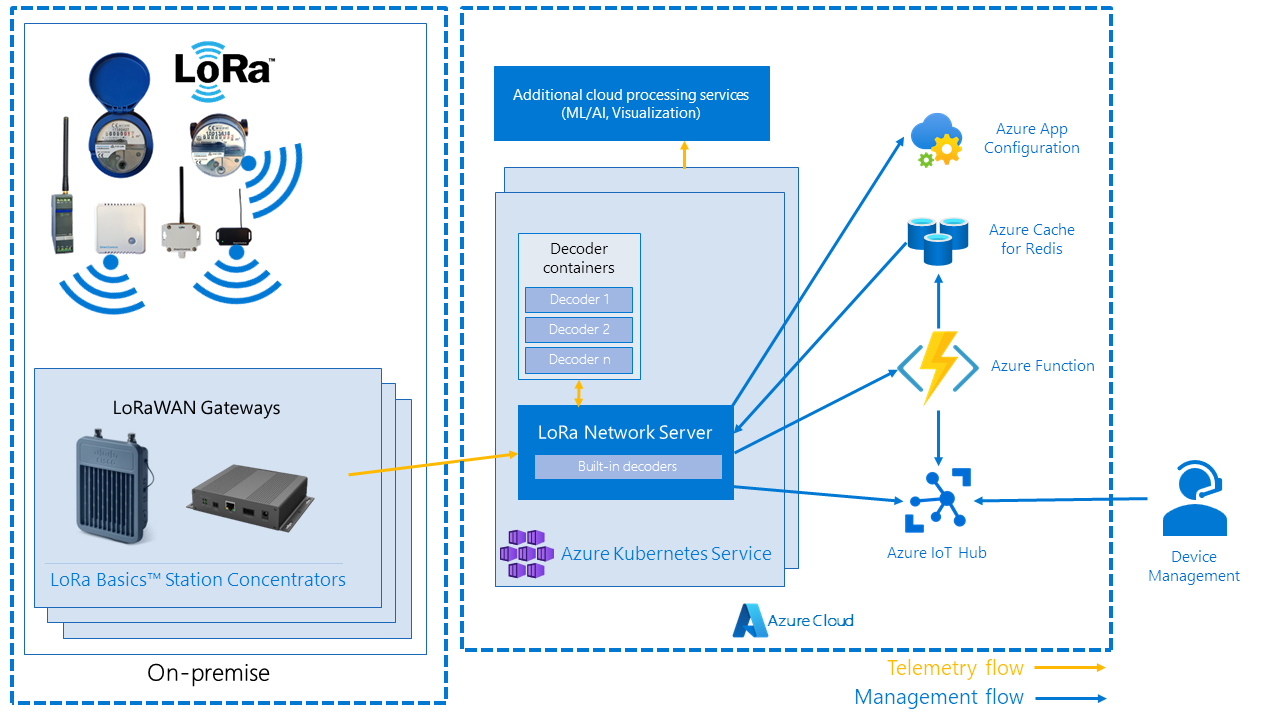 LoRa™
LoRaWAN Gateways
LoRa Basics™ Station Concentrators
On-premise
Additional cloud processing services
(ML/AI, Visualization)
Decoder
containers
Decoder 1
Decoder 2
Decoder n
LoRa Network Server
Built-in decoders
Azure Kubernetes Service
Azure App
Configuration
Azure Cache
for Redis
Azure Function
Azure IoT Hub
Device
Management
Azure Cloud
Telemetry flow
Management flow